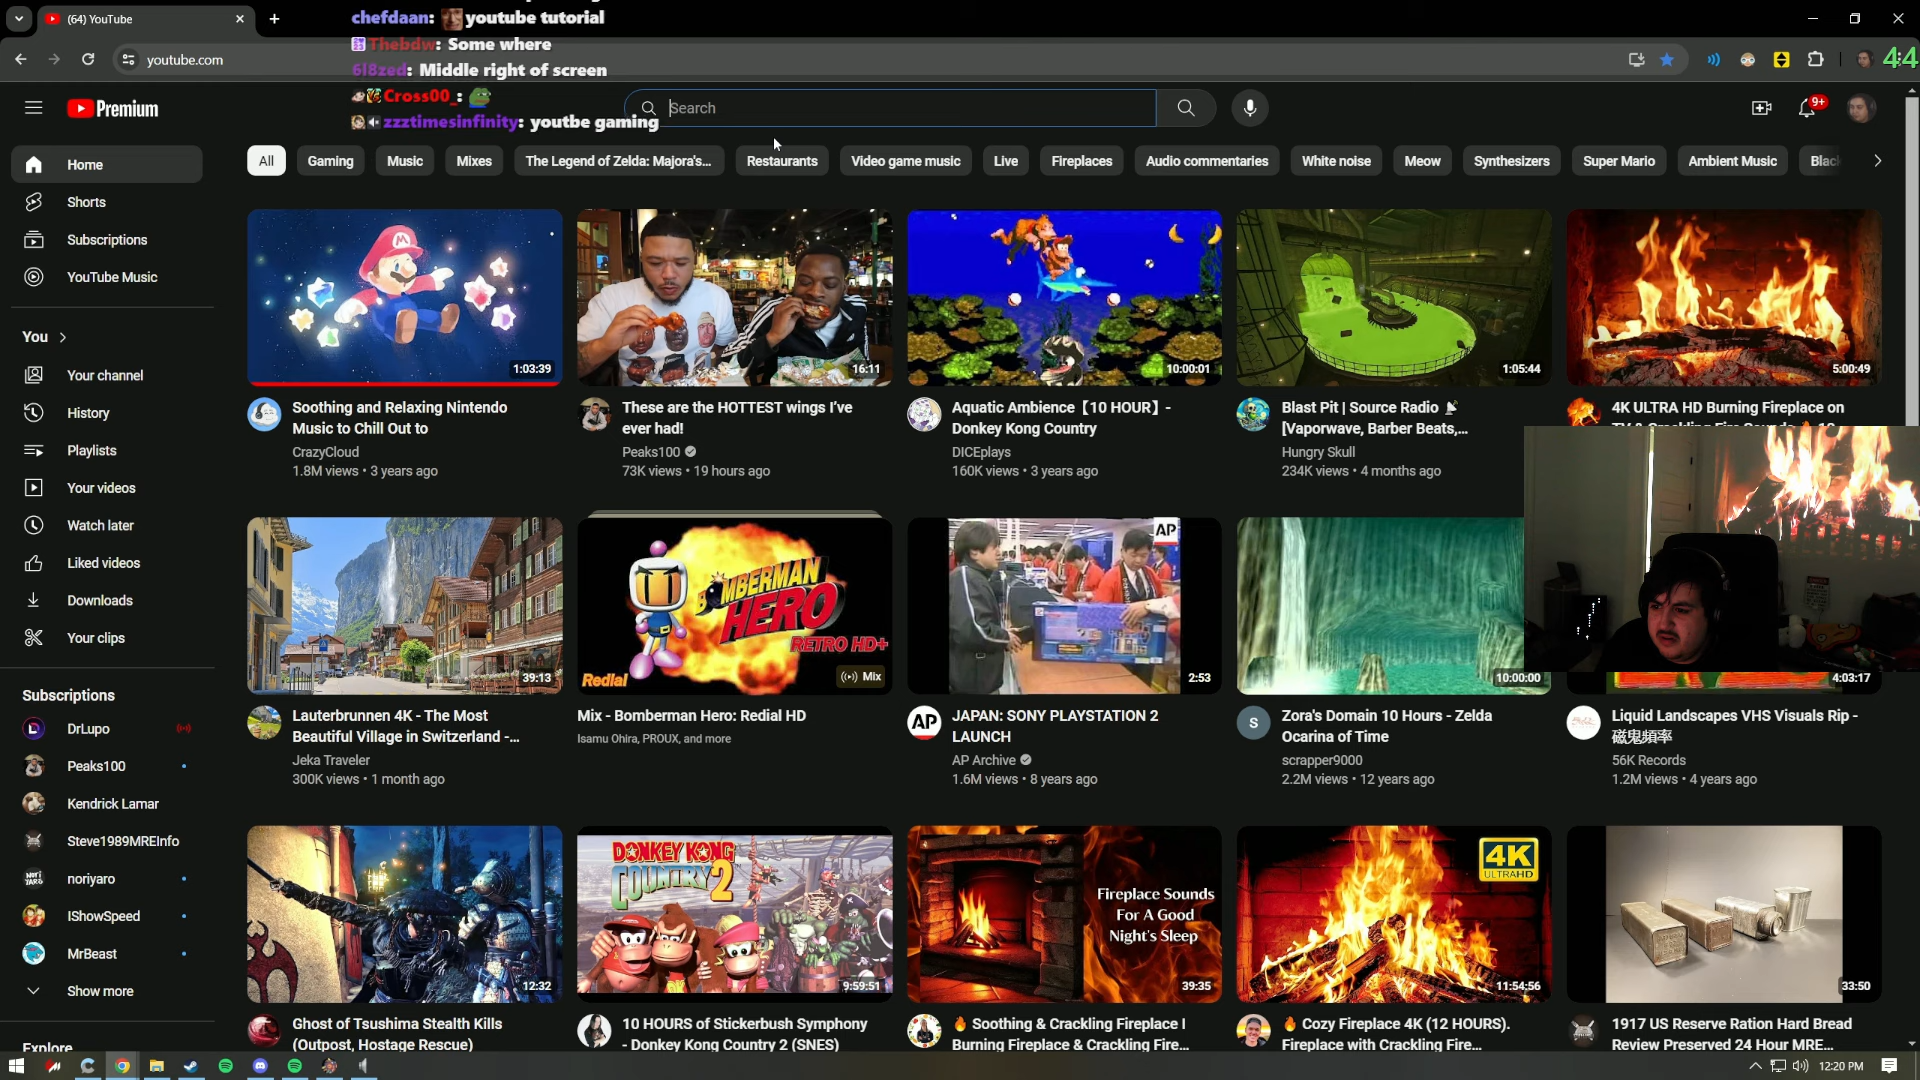 (64) YouTube
chefdaan: youtube tutorial
Thebdw: Some where
youtube.com
44
6l8zed: Middle right of screen
Cross00_:
Premium
Search
9+
zzztimesinfinity: youtbe gaming
All
Gaming
Music
Mixes
The Legend of Zelda: Majora's...
Restaurants
Video game music
Live
Fireplaces
Audio commentaries
White noise
Meow
Synthesizers
Super Mario
Ambient Music
Home
Shorts
Subscriptions
YouTube Music
You
Your channel
History
Playlists
Your videos
Watch later
Liked videos
Downloads
Your clips
Subscriptions
DrLupo
Peaks100
Kendrick Lamar
Steve1989MREInfo
noriyaro
IShowSpeed
MrBeast
Show more
Explore
1:03:39
16:11
10:00:01
1:05:44
5:00:49
Soothing and Relaxing Nintendo
Music to Chill Out to
CrazyCloud
1.8M views • 3 years ago
These are the HOTTEST wings I've
ever had!
Peaks100
73K views • 19 hours ago
Aquatic Ambience【10 HOUR】-
Donkey Kong Country
DICEplays
160K views • 3 years ago
Blast Pit | Source Radio
[Vaporwave, Barber Beats,...
Hungry Skull
234K views • 4 months ago
4K ULTRA HD Burning Fireplace on
39:13
BOMBERMAN
HERO
RETRO HD+
Redial
Mix
AP
2:53
10:00:00
4:03:17
Lauterbrunnen 4K - The Most
Beautiful Village in Switzerland -...
Jeka Traveler
300K views • 1 month ago
Mix - Bomberman Hero: Redial HD
Isamu Ohira, PROUX, and more
AP
JAPAN: SONY PLAYSTATION 2
LAUNCH
AP Archive
1.6M views • 8 years ago
S
Zora's Domain 10 Hours - Zelda
Ocarina of Time
scrapper9000
2.2M views • 12 years ago
Liquid Landscapes VHS Visuals Rip -
磁鬼頻率
56K Records
1.2M views • 4 years ago
12:32
DONKEY KONG
COUNTRY 2
9:59:51
Fireplace Sounds
For A Good
Night's Sleep
39:35
4K
ULTRA HD
11:54:56
33:50
Ghost of Tsushima Stealth Kills
(Outpost, Hostage Rescue)
10 HOURS of Stickerbush Symphony
- Donkey Kong Country 2 (SNES)
Soothing & Crackling Fireplace I
Burning Fireplace & Crackling Fire...
Cozy Fireplace 4K (12 HOURS).
Fireplace with Crackling Fire...
1917 US Reserve Ration Hard Bread
Review Preserved 24 Hour MRE...
12:20 PM